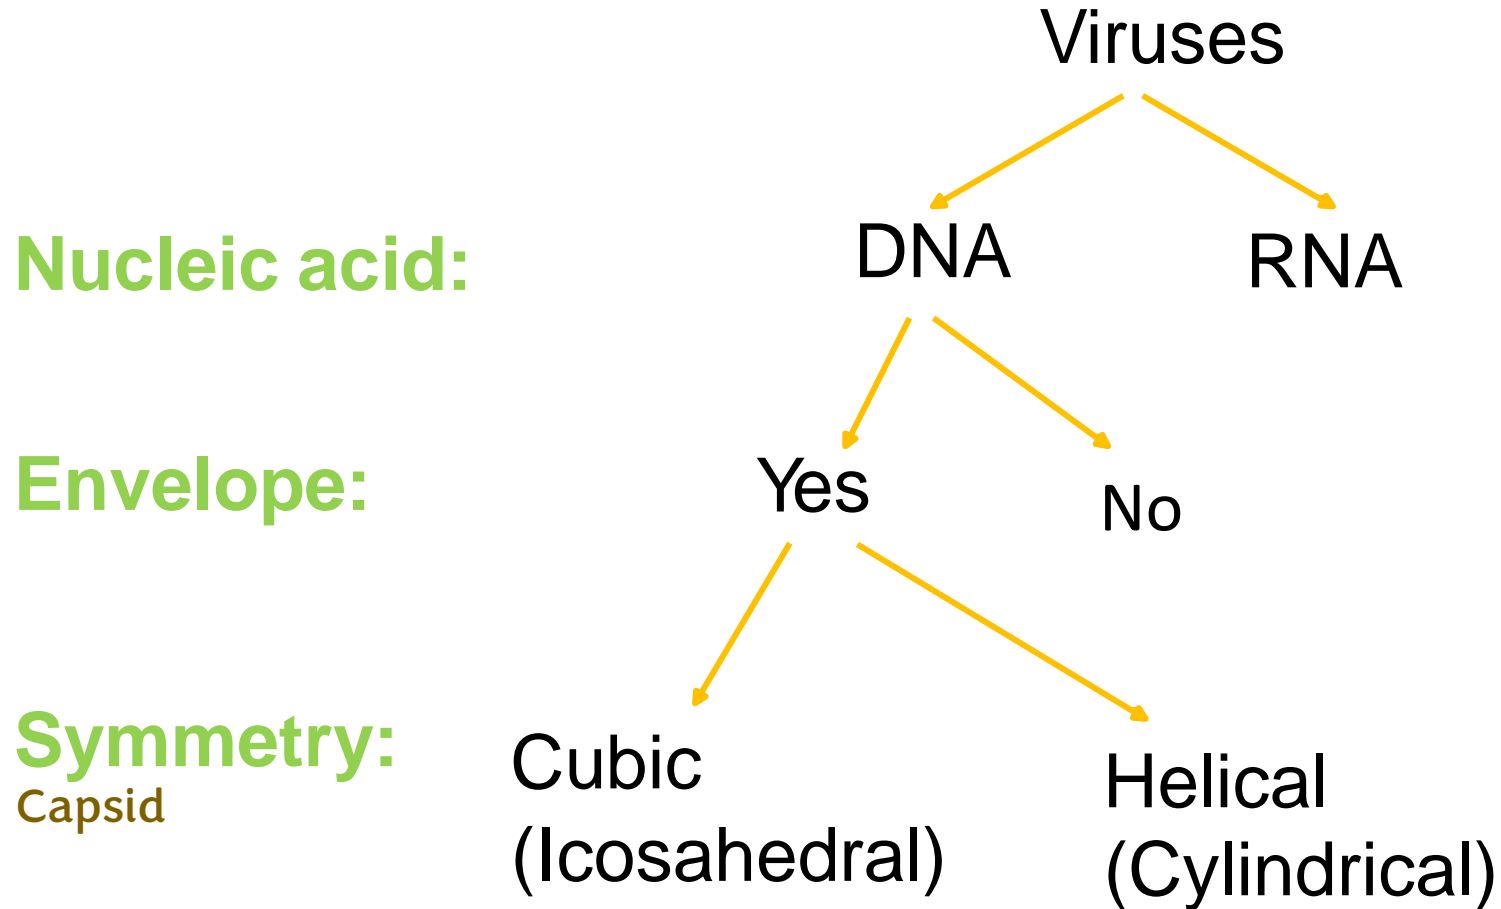 Viruses
Nucleic acid: DNA RNA
Envelope: Yes No
Symmetry:
Capsid
Cubic
(Icosahedral)
Helical
(Cylindrical)